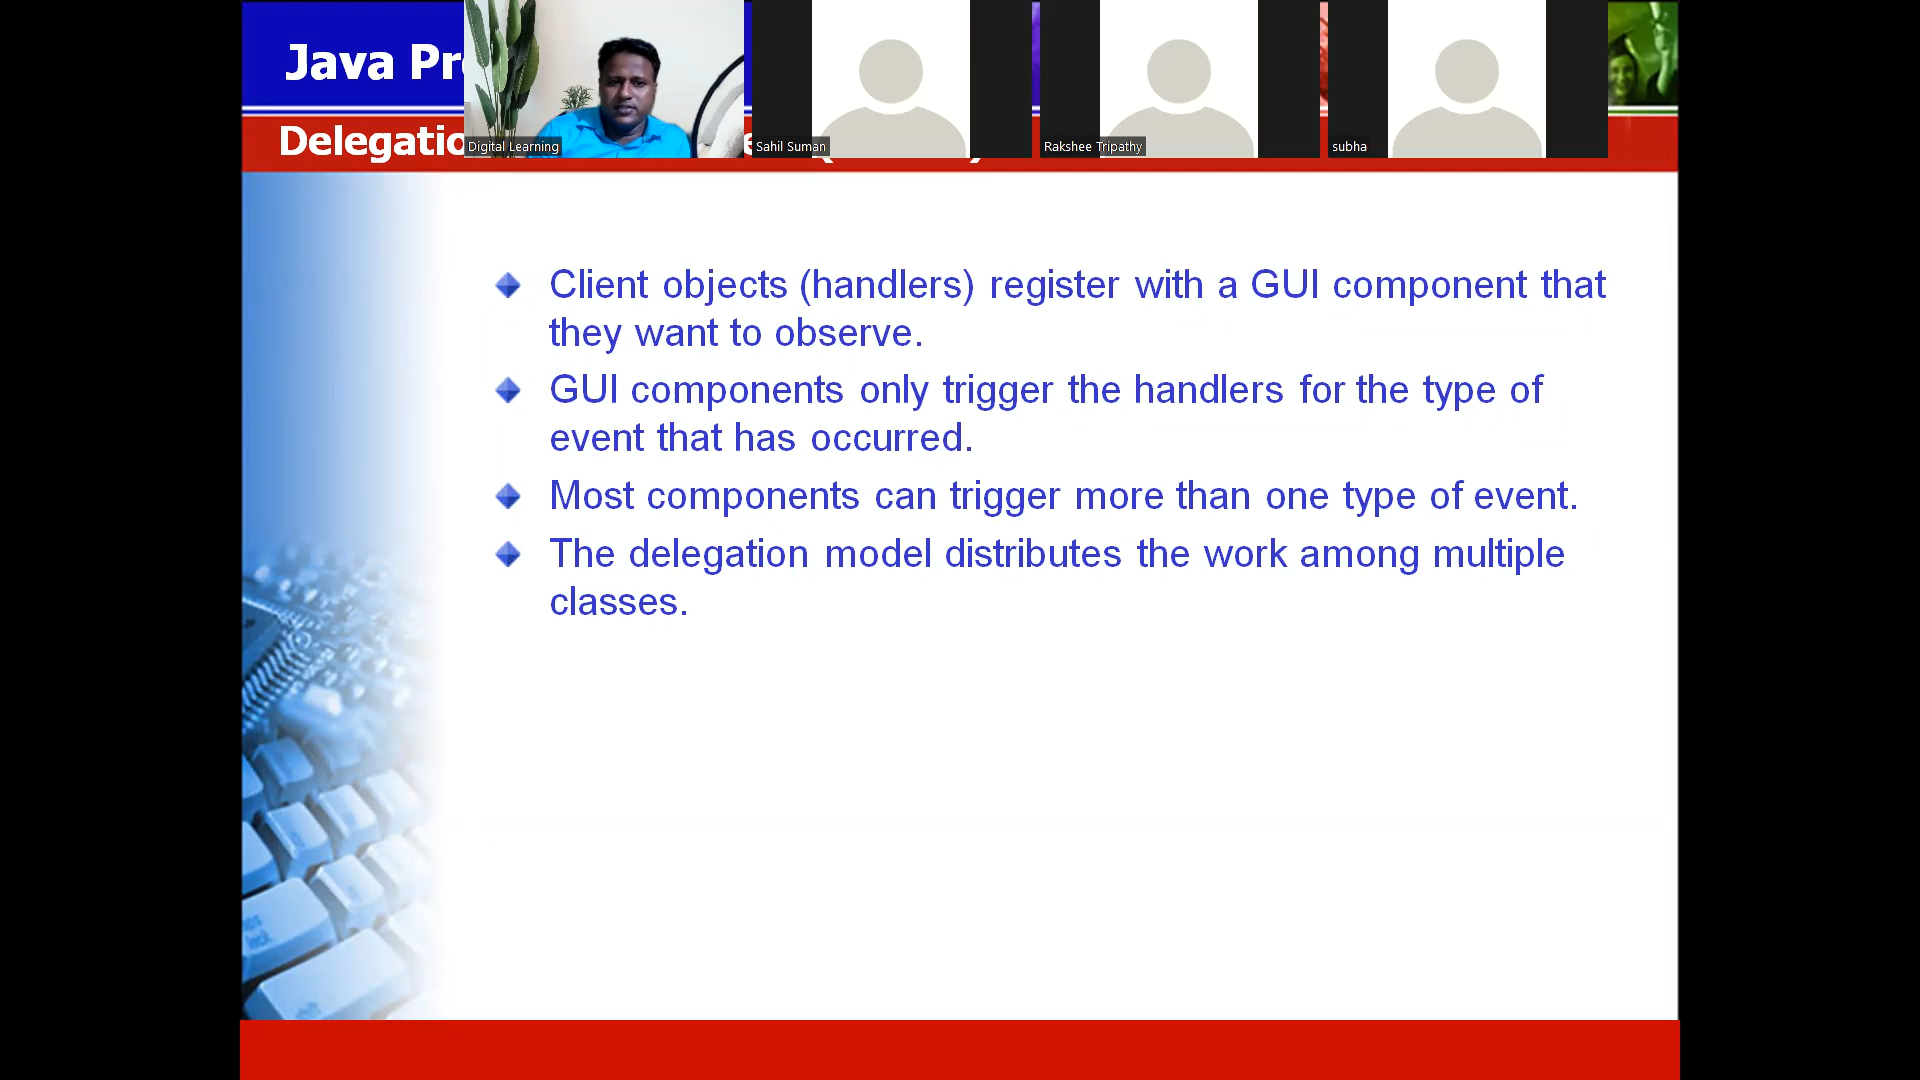 Java Pr
Delegatio
Digital Learning
Sahil Suman
Rakshee Tripathy
subha
Client objects (handlers) register with a GUI component that
they want to observe.
GUI components only trigger the handlers for the type of
event that has occurred.
Most components can trigger more than one type of event.
The delegation model distributes the work among multiple
classes.